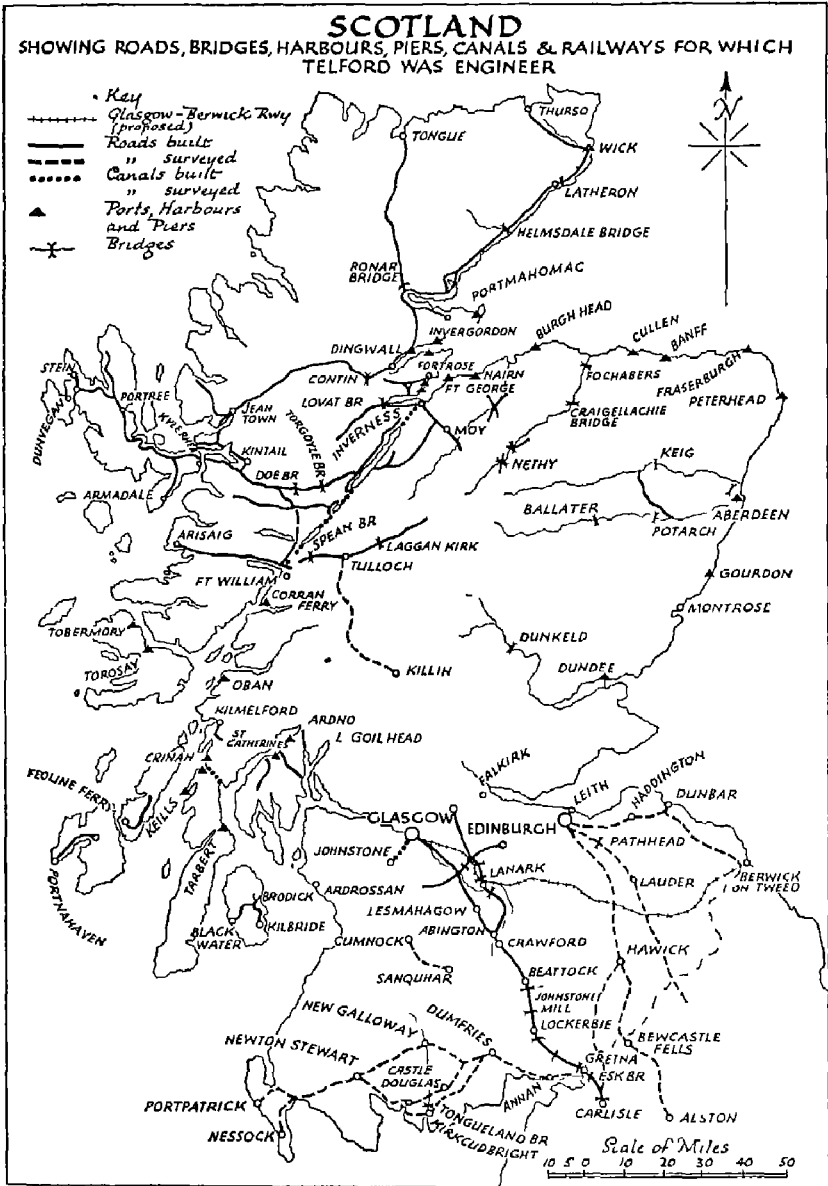 SCOTLAND
SHOWING ROADS, BRIDGES, HARBOURS, PIERS, CANALS & RAILWAYS FOR WHICH
TELFORD WAS ENGINEER
Key
Glasgow-Berwick Rwy
(proposed)
Roads built
" surveyed
Canals built
" surveyed
Ports, Harbours
and Piers
Bridges
N
THURSO
TONGUE
WICK
LATHERON
HELMSDALE BRIDGE
RONAR
BRIDGE
PORTMAHOMAC
INVERGORDON
DINGWALL
BURGH HEAD
CULLEN
BANFF
FORTROSE
NAIRN
FT GEORGE
FOCHABERS
FRASERBURGH
PETERHEAD
STEIN
CONTIN
LOVAT BR
PORTREE
JEAN
TOWN
DUNVEGAN
KYLERHEA
KINTAIL
TORGOYLE BR
INVERNESS
MOY
CRAIGELLACHIE
BRIDGE
NETHY
KEIG
DOE BR
ARMADALE
BALLATER
POTARCH
ABERDEEN
ARISAIG
SPEAN BR
LAGGAN KIRK
TULLOCH
FT WILLIAM
GOURDON
CORRAN
FERRY
MONTROSE
TOBERMORY
DUNKELD
TOROSAY
KILLIH
DUNDEE
OBAN
KILMELFORD
ARDNO
ST
CATHERINES
L GOIL HEAD
CRINAN
FEOLINE FERRY
KEILLS
FALKIRK
LEITH
HADDINGTON
DUNBAR
GLASGOW
EDINBURGH
PATHHEAD
JOHNSTONE
LANARK
BERWICK
ON TWEED
TARBERT
PORTNAHAVEN
ARDROSSAN
LAUDER
BRODICK
LESMAHAGOW
BLACK
WATER
KILBRIDE
ABINGTON
CUMNOCK
CRAWFORD
HAWICK
SANQUHAR
BEATTOCK
JOHNSTONE
MILL
NEW GALLOWAY
DUMFRIES
LOCKERBIE
NEWTON STEWART
BEWCASTLE
FELLS
CASTLE
DOUGLAS
GRETNA
ESK BR
ANNAN
PORTPATRICK
CARLISLE
ALSTON
NESSOCK
TONGUELAND BR
KIRKCUDBRIGHT
Scale of Miles
10 5 0 10 20 30 40 50